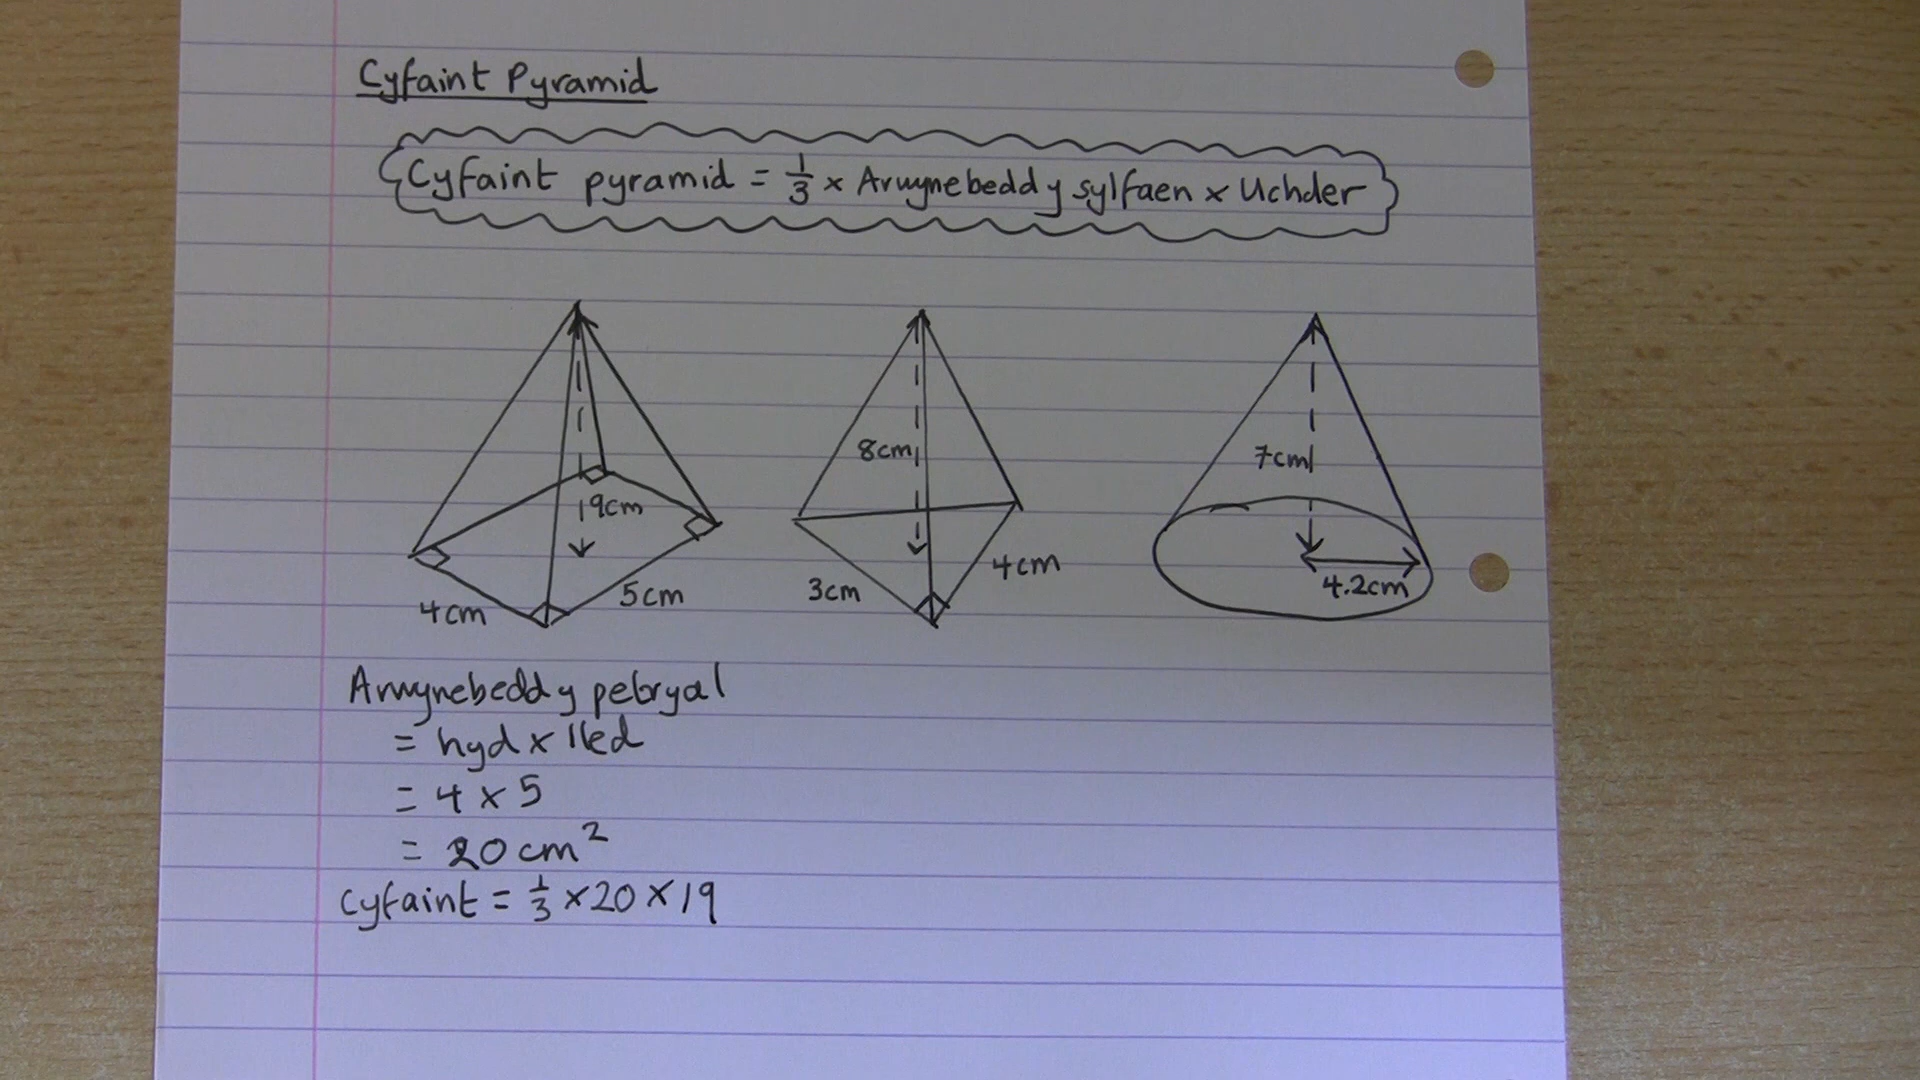 Cyfaint Pyramid
Cyfaint pyramid = 1/3 × Arwynebedd y sylfaen × Uchder
9cm
4cm
5cm
8cm
3cm
4cm
7cm
4.2cm
Arwynebedd y petryal
= hyd × lled
= 4 × 5
= 20 cm²
Cyfaint = 1/3 × 20 × 19